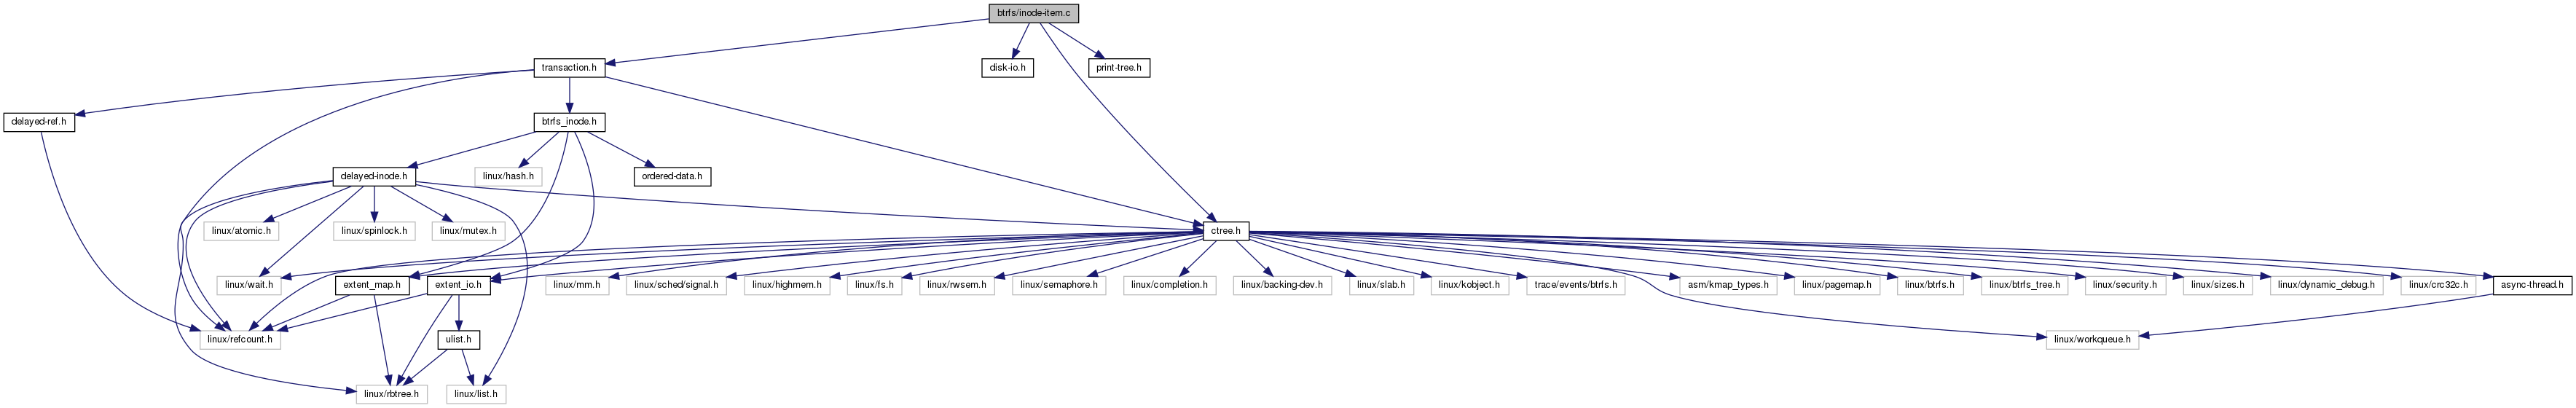 btrfs/inode-item.c
transaction.h
disk-io.h
print-tree.h
delayed-ref.h
btrfs_inode.h
delayed-inode.h
linux/hash.h
ordered-data.h
linux/atomic.h
linux/spinlock.h
linux/mutex.h
ctree.h
linux/wait.h
extent_map.h
extent_io.h
linux/mm.h
linux/sched/signal.h
linux/highmem.h
linux/fs.h
linux/rwsem.h
linux/semaphore.h
linux/completion.h
linux/backing-dev.h
linux/slab.h
linux/kobject.h
trace/events/btrfs.h
asm/kmap_types.h
linux/pagemap.h
linux/btrfs.h
linux/btrfs_tree.h
linux/security.h
linux/sizes.h
linux/dynamic_debug.h
linux/crc32c.h
async-thread.h
linux/refcount.h
ulist.h
linux/workqueue.h
linux/rbtree.h
linux/list.h